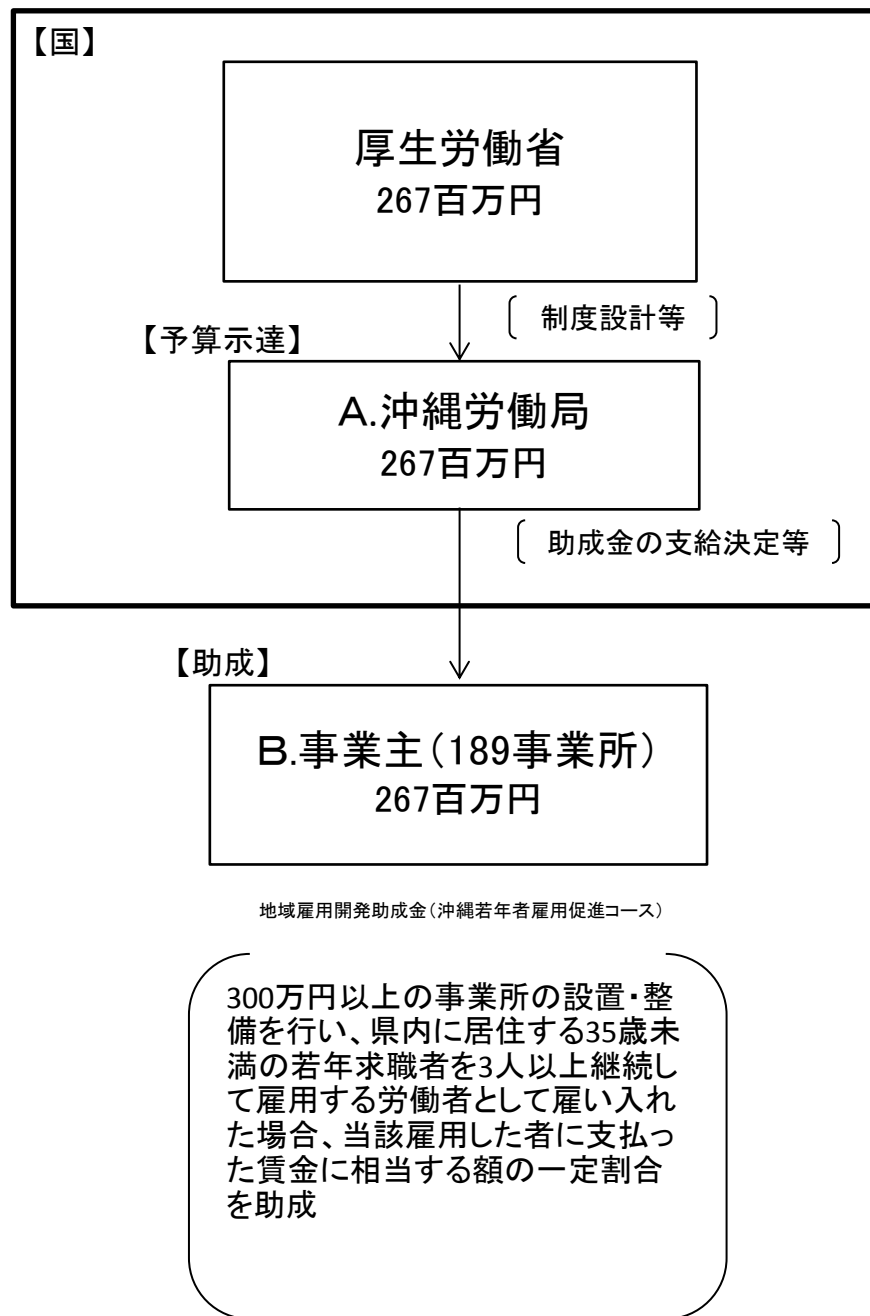 【国】
厚生労働省
267百万円
制度設計等
【予算示達】
A.沖縄労働局
267百万円
助成金の支給決定等
【助成】
B.事業主(189事業所)
267百万円
地域雇用開発助成金(沖縄若年者雇用促進コース)
300万円以上の事業所の設置・整
備を行い、県内に居住する35歳未
満の若年求職者を3人以上継続し
て雇用する労働者として雇い入れ
た場合、当該雇用した者に支払っ
た賃金に相当する額の一定割合
を助成